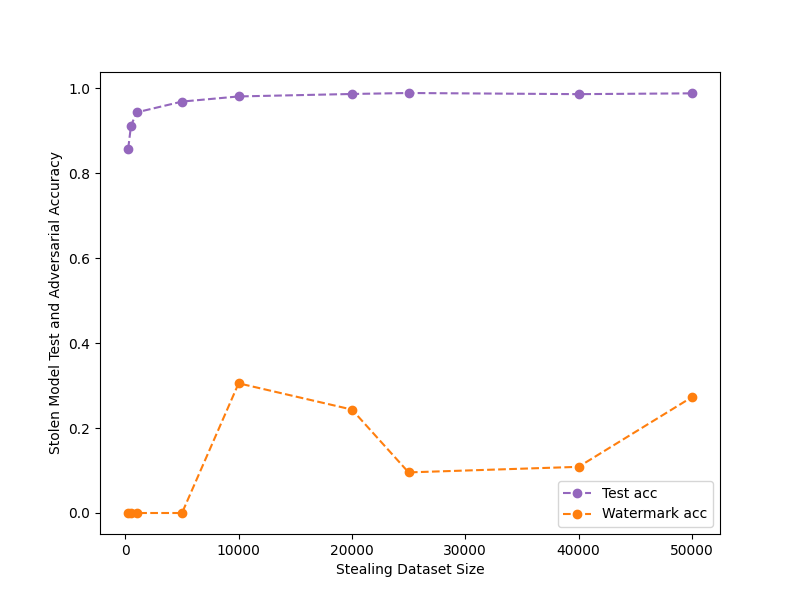 1.0
0.8
0.6
0.4
0.2
0.0
Stolen Model Test and Adversarial Accuracy
Test acc
Watermark acc
0 10000 20000 30000 40000 50000
Stealing Dataset Size